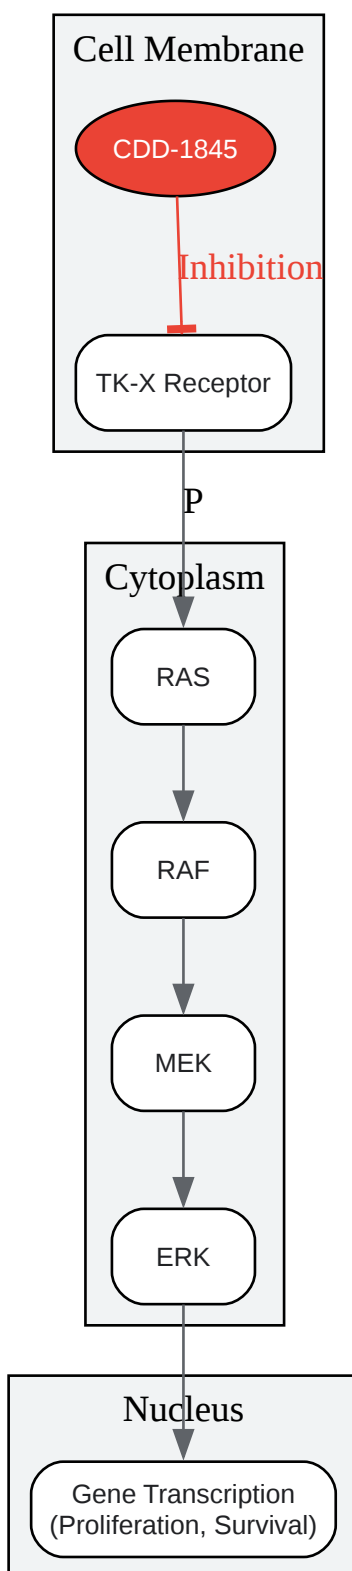 Cell Membrane
CDD-1845
Inhibition
TK-X Receptor
P
Cytoplasm
RAS
RAF
MEK
ERK
Nucleus
Gene Transcription
(Proliferation, Survival)